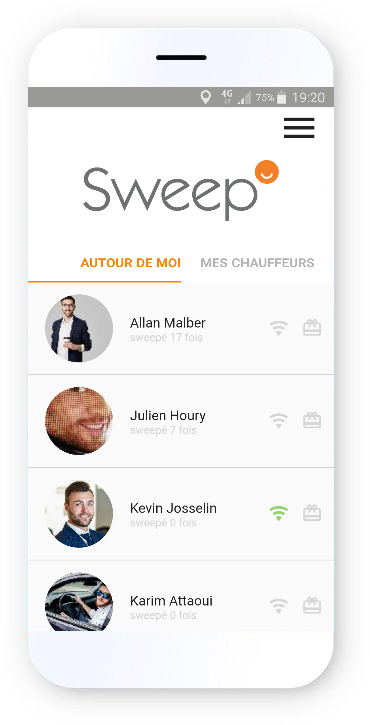 4G
75%
19:20
Sweep
AUTOUR DE MOI
MES CHAUFFEURS
Allan Malber
sweepé 17 fois
Julien Houry
sweepé 7 fois
Kevin Josselin
sweepé 0 fois
Karim Attaoui
sweepé 0 fois